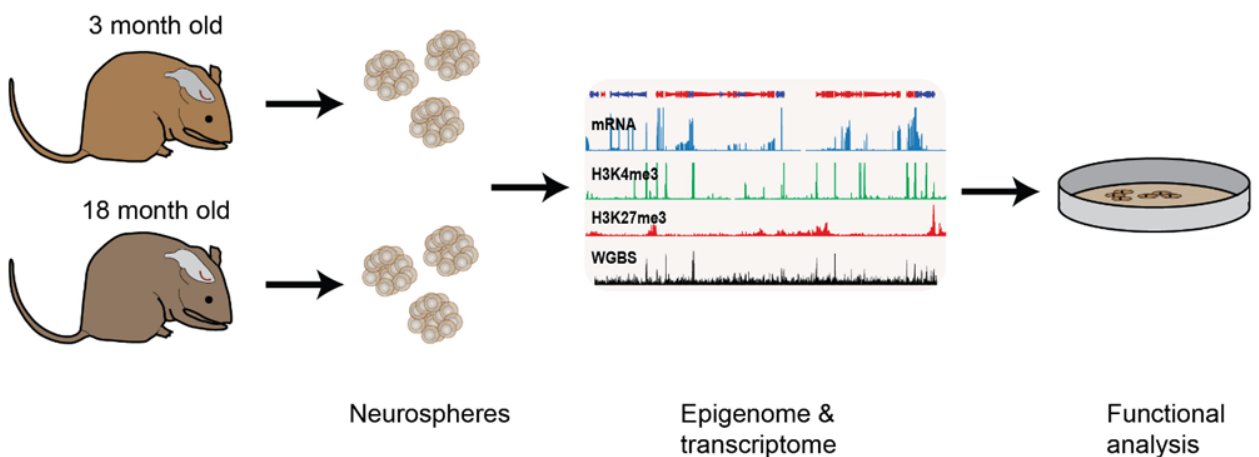 3 month old
18 month old
mRNA
H3K4me3
H3K27me3
WGBS
Neurospheres
Epigenome &
transcriptome
Functional
analysis